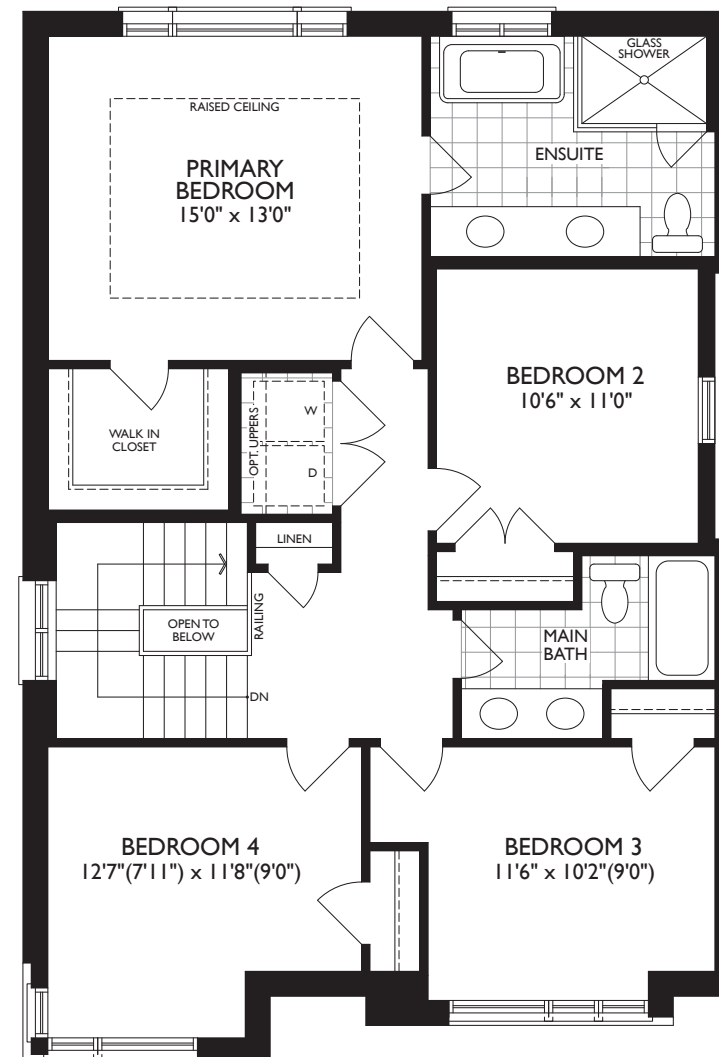 GLASS
SHOWER
RAISED CEILING
ENSUITE
PRIMARY
BEDROOM
15'0" x 13'0"
BEDROOM 2
10'6" x 11'0"
WALK IN
CLOSET
OPT. UPPERS
W
D
LINEN
OPEN TO
BELOW
RAILING
MAIN
BATH
DN
BEDROOM 4
12'7"(7'11") x 11'8"(9'0")
BEDROOM 3
11'6" x 10'2"(9'0")